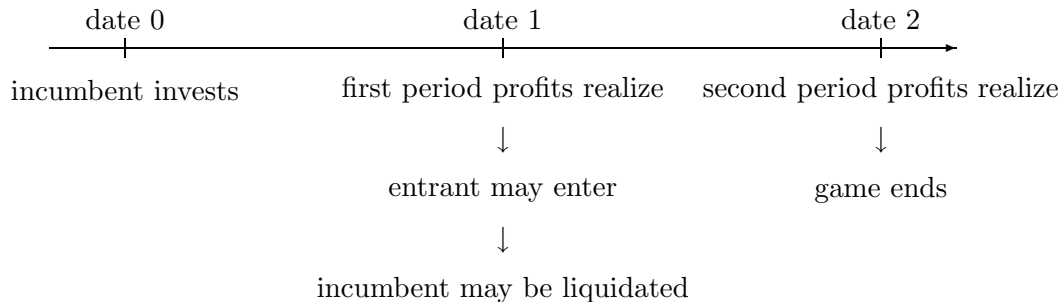 date 0 date 1 date 2
incumbent invests first period profits realize second period profits realize
↓ ↓
entrant may enter game ends
↓
incumbent may be liquidated